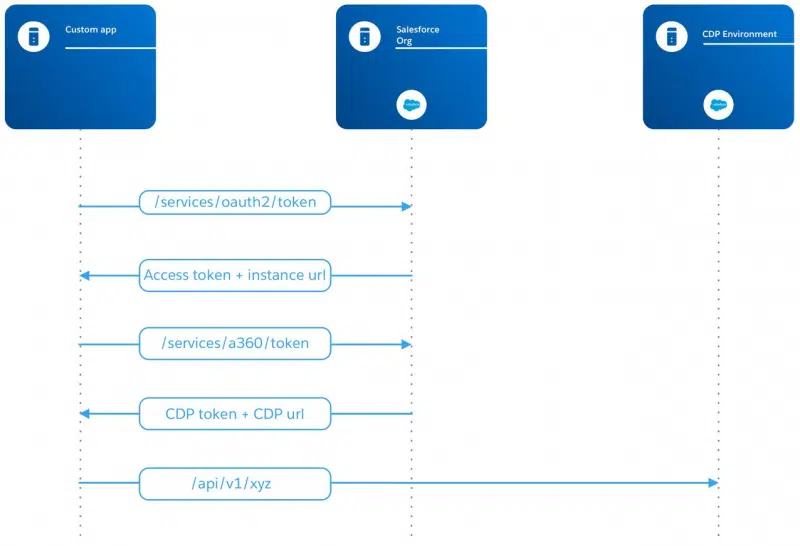 Custom app
Salesforce
Org
CDP Environment
/services/oauth2/token
Access token + instance url
/services/a360/token
CDP token + CDP url
/api/v1/xyz